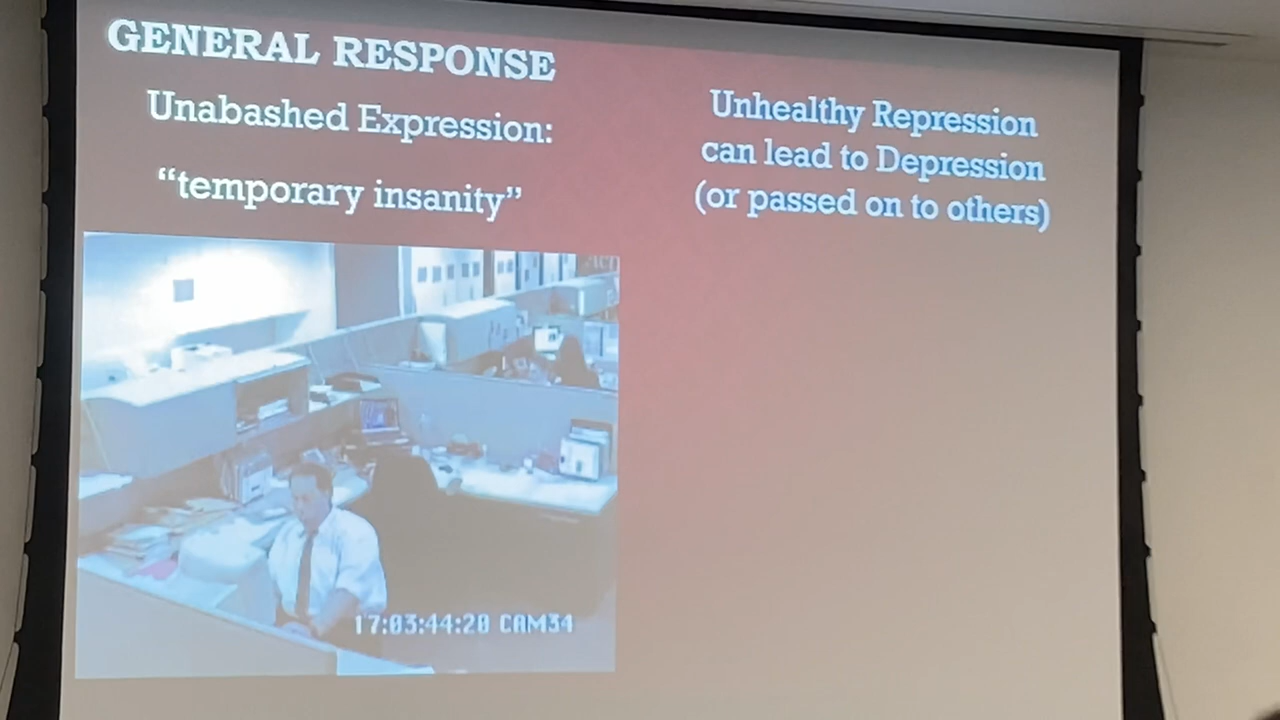 GENERAL RESPONSE
Unabashed Expression:
“temporary insanity”
Unhealthy Repression
can lead to Depression
(or passed on to others)
17:03:44:20 CAM34